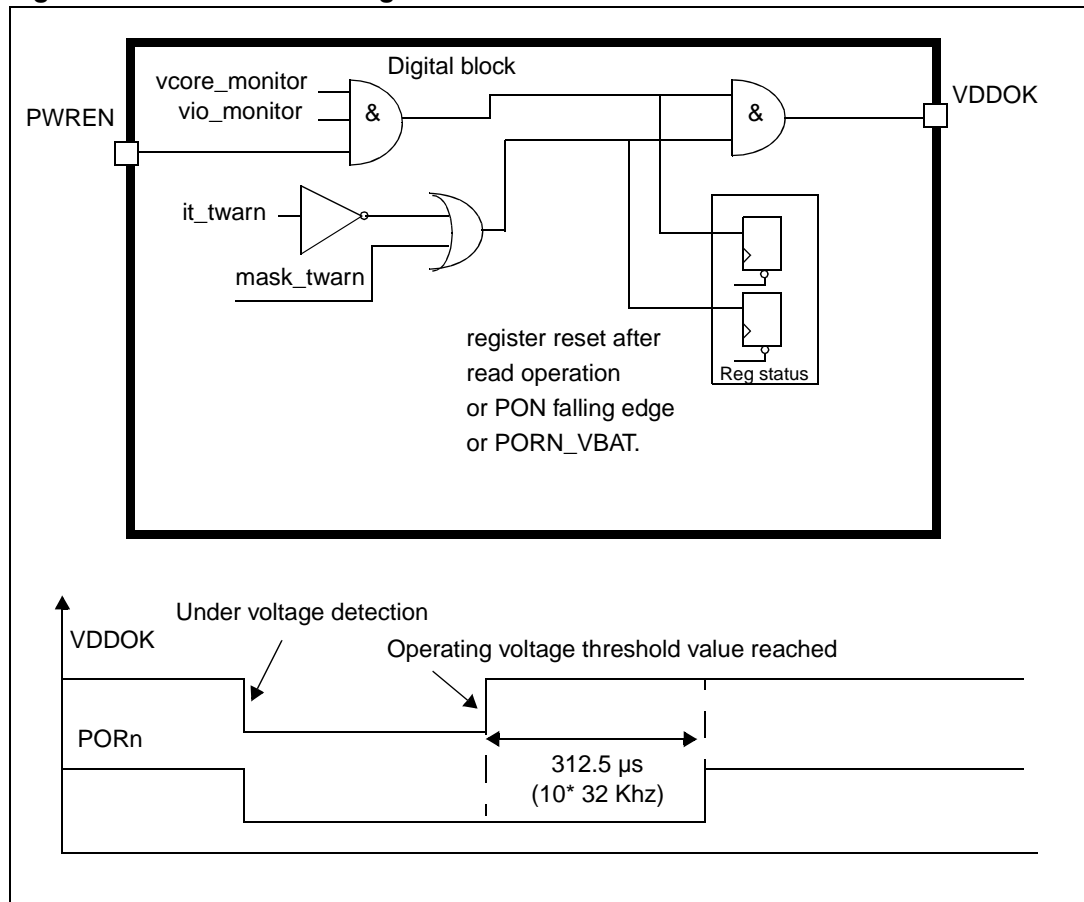 Digital block
vcore_monitor
vio_monitor
&
&
PWREN
VDDOK
it_twarn
mask_twarn
register reset after
read operation
or PON falling edge
or PORN_VBAT.
Reg status
Under voltage detection
VDDOK
Operating voltage threshold value reached
PORn
312.5 µs
(10* 32 Khz)